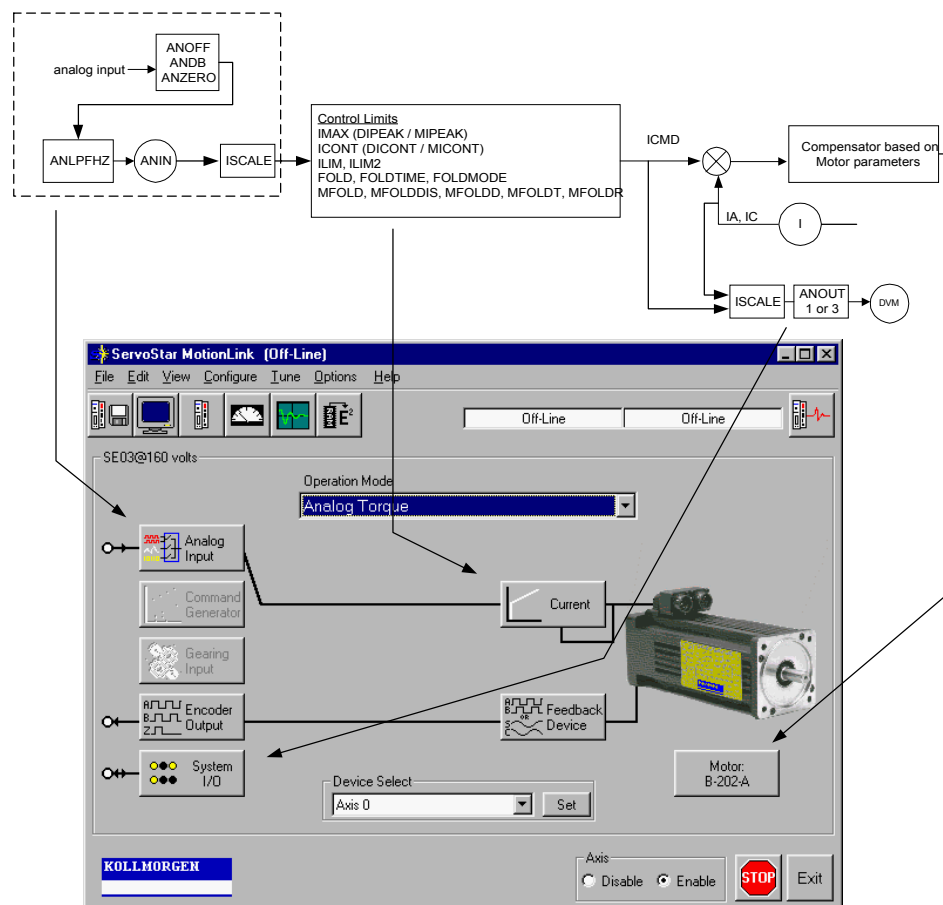 ANOFF
ANDB
ANZERO
analog input
ANLPFHZ
ANIN
ISCALE
Control Limits
IMAX (DIPEAK / MIPEAK)
ICONT (DICONT / MICONT)
ILIM, ILIM2
FOLD, FOLDTIME, FOLDMODE
MFOLD, MFOLDDIS, MFOLDD, MFOLDT, MFOLDR
ICMD
Compensator based on
Motor parameters
IA, IC
I
ISCALE
ANOUT
1 or 3
DVM
ServoStar MotionLink (Off-Line)
File Edit View Configure Tune Options Help
RAM E²
Off-Line Off-Line
SE03@160 volts
Operation Mode
Analog Torque
Analog
Input
Command
Generator
Current
Gearing
Input
A
B
Z
Encoder
Output
A
B
OR
S
C
Feedback
Device
System
I/O
Motor:
B-202-A
Device Select
Axis 0
Set
KOLLMORGEN
Axis
Disable Enable
STOP
Exit